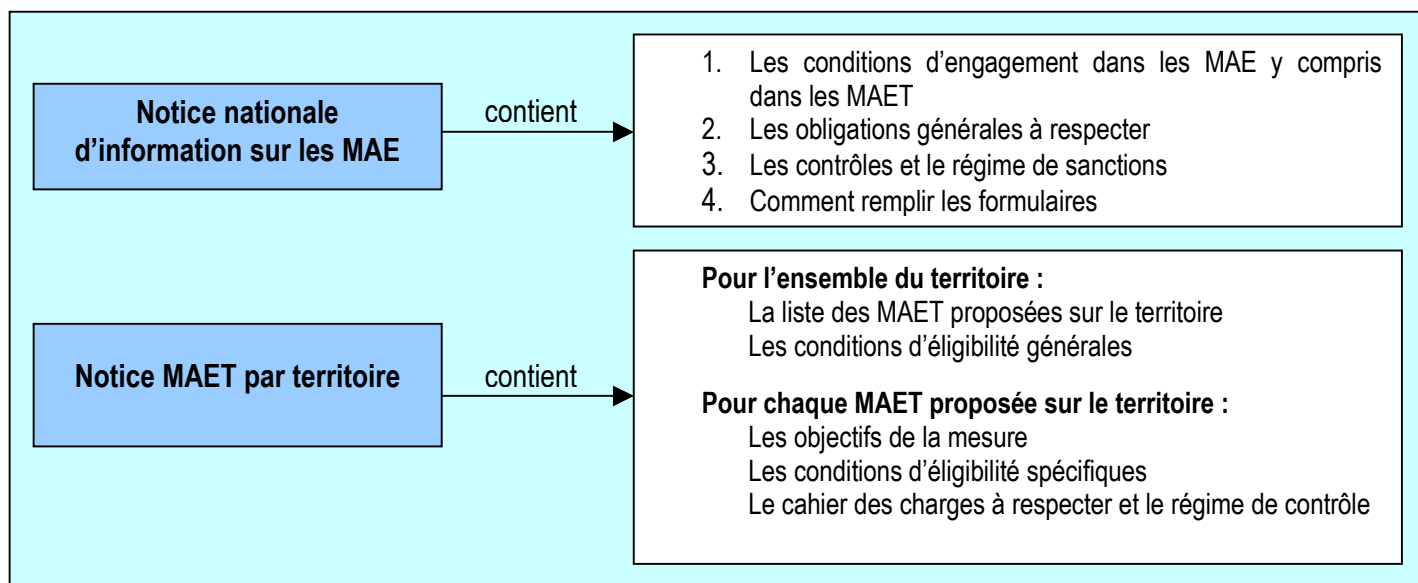 Notice nationale
d’information sur les MAE
contient
1. Les conditions d’engagement dans les MAE y compris
dans les MAET
2. Les obligations générales à respecter
3. Les contrôles et le régime de sanctions
4. Comment remplir les formulaires
Notice MAET par territoire
contient
Pour l’ensemble du territoire :
La liste des MAET proposées sur le territoire
Les conditions d’éligibilité générales
Pour chaque MAET proposée sur le territoire :
Les objectifs de la mesure
Les conditions d’éligibilité spécifiques
Le cahier des charges à respecter et le régime de contrôle